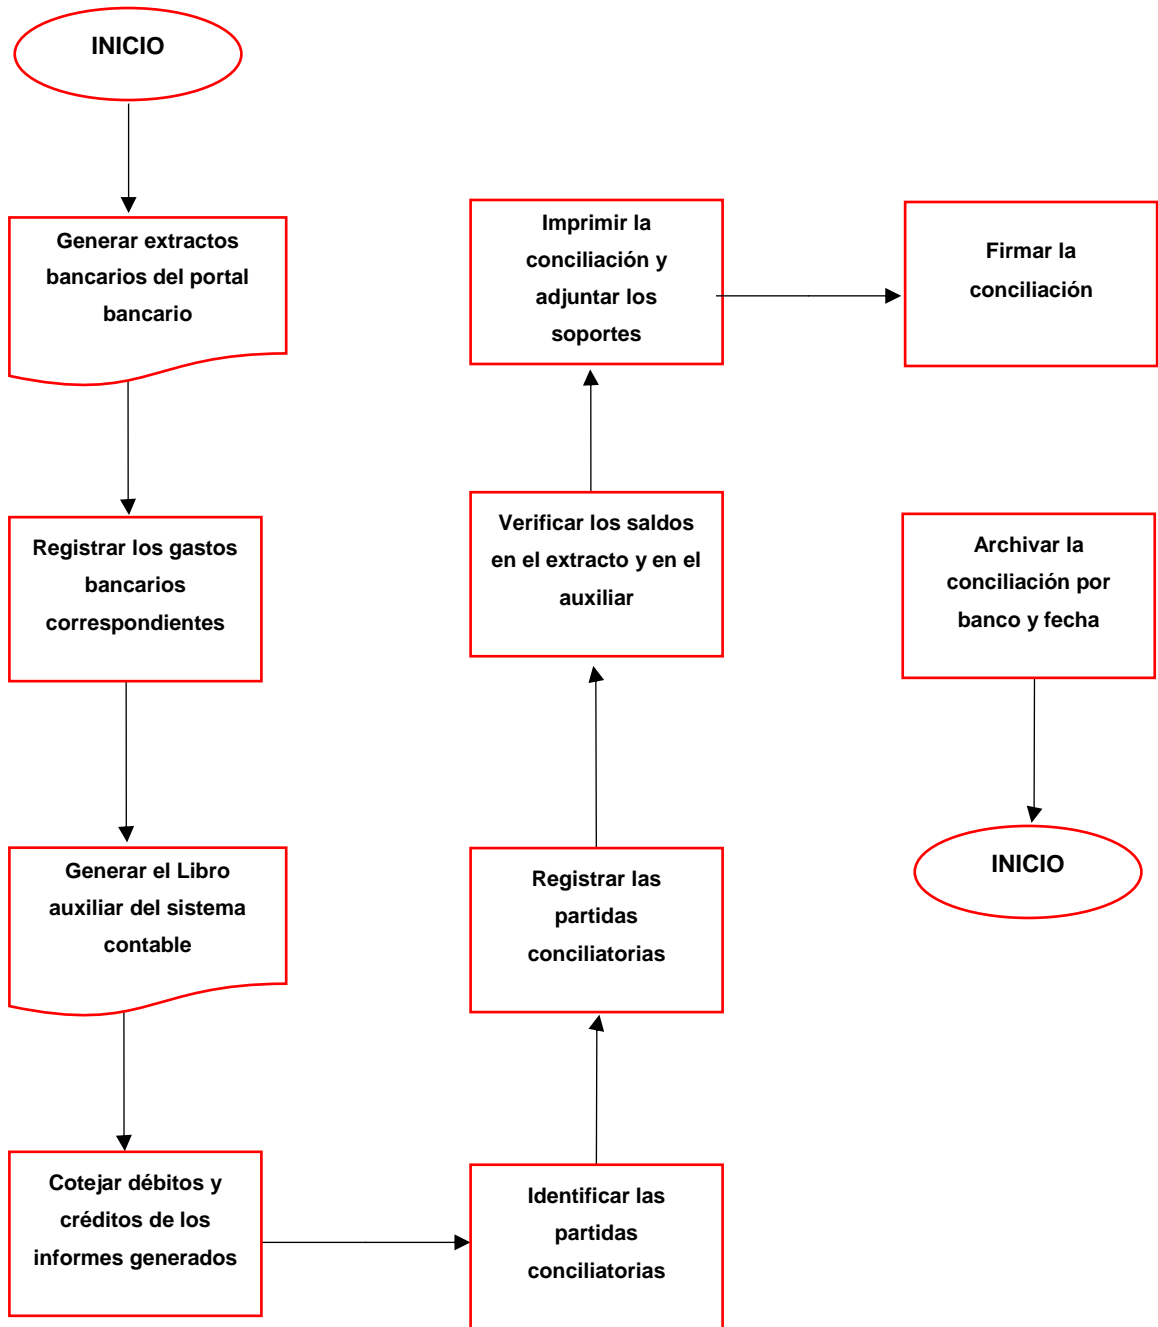 INICIO
Generar extractos
bancarios del portal
bancario
Registrar los gastos
bancarios
correspondientes
Generar el Libro
auxiliar del sistema
contable
Cotejar débitos y
créditos de los
informes generados
Identificar las
partidas
conciliatorias
Registrar las
partidas
conciliatorias
Verificar los saldos
en el extracto y en el
auxiliar
Imprimir la
conciliación y
adjuntar los
soportes
Firmar la
conciliación
Archivar la
conciliación por
banco y fecha
INICIO